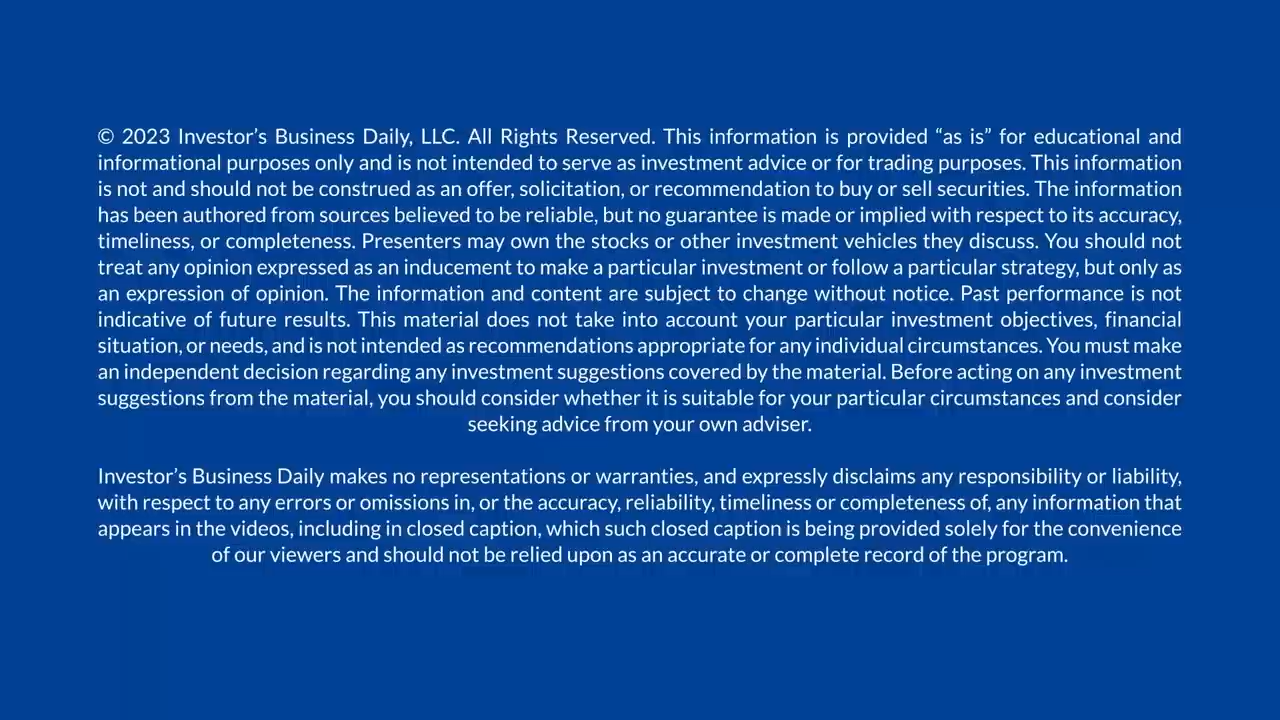 © 2023 Investor’s Business Daily, LLC. All Rights Reserved. This information is provided “as is” for educational and
informational purposes only and is not intended to serve as investment advice or for trading purposes. This information
is not and should not be construed as an offer, solicitation, or recommendation to buy or sell securities. The information
has been authored from sources believed to be reliable, but no guarantee is made or implied with respect to its accuracy,
timeliness, or completeness. Presenters may own the stocks or other investment vehicles they discuss. You should not
treat any opinion expressed as an inducement to make a particular investment or follow a particular strategy, but only as
an expression of opinion. The information and content are subject to change without notice. Past performance is not
indicative of future results. This material does not take into account your particular investment objectives, financial
situation, or needs, and is not intended as recommendations appropriate for any individual circumstances. You must make
an independent decision regarding any investment suggestions covered by the material. Before acting on any investment
suggestions from the material, you should consider whether it is suitable for your particular circumstances and consider
seeking advice from your own adviser.
Investor’s Business Daily makes no representations or warranties, and expressly disclaims any responsibility or liability,
with respect to any errors or omissions in, or the accuracy, reliability, timeliness or completeness of, any information that
appears in the videos, including in closed caption, which such closed caption is being provided solely for the convenience
of our viewers and should not be relied upon as an accurate or complete record of the program.